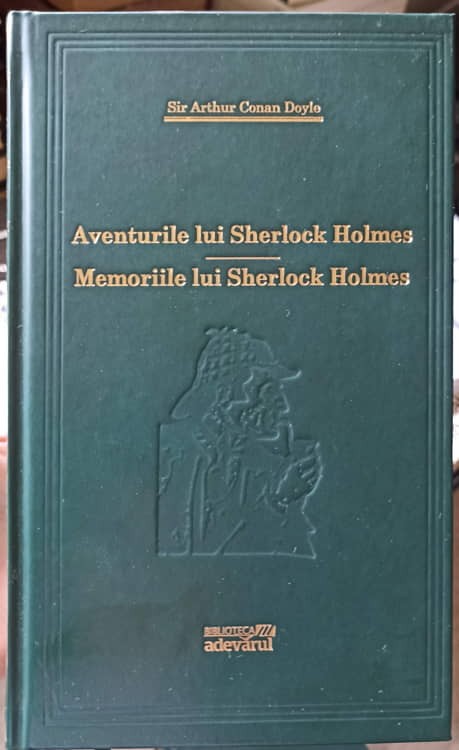 Sir Arthur Conan Doyle
Aventurile lui Sherlock Holmes
Memoriile lui Sherlock Holmes
BIBLIOTECA
adevărul